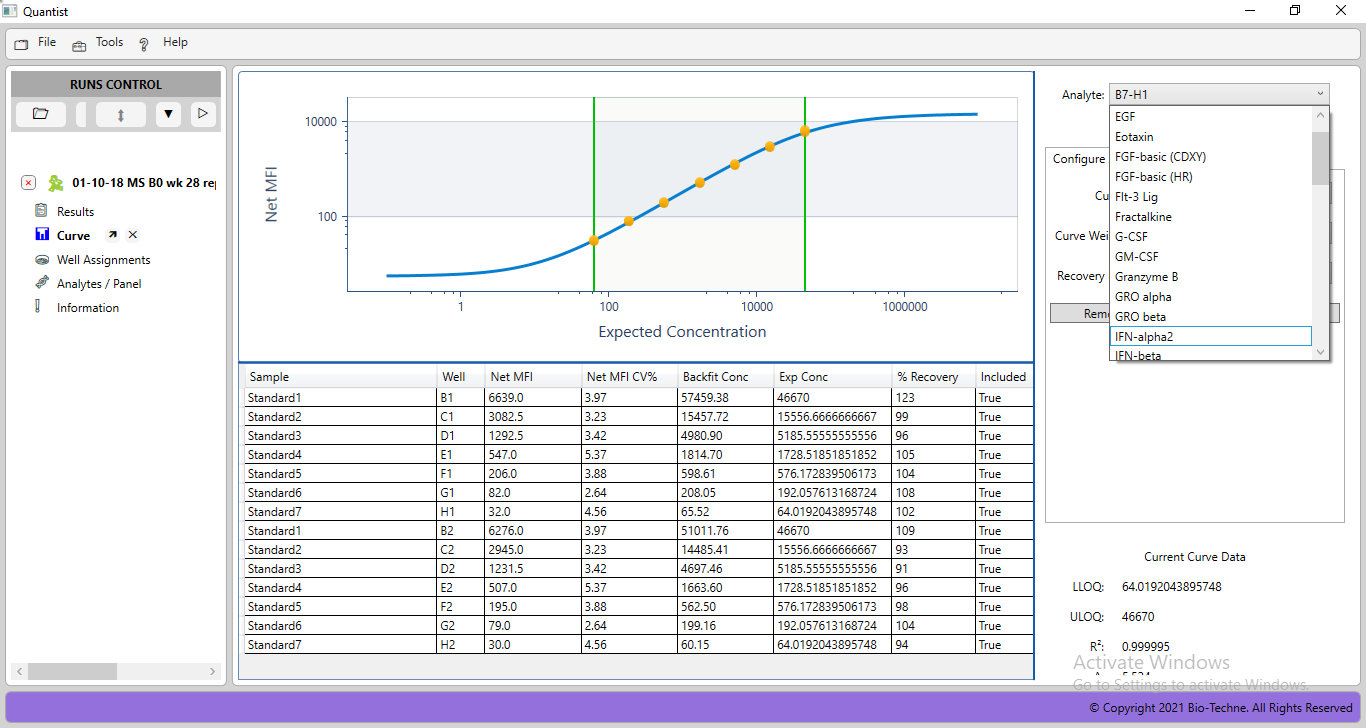 Quantist
File Tools ? Help
RUNS CONTROL
01-10-18 MS B0 wk 28 re
Results
Curve
Well Assignments
Analytes / Panel
Information
Net MFI
10000
100
1 100 10000 1000000
Expected Concentration
Analyte: B7-H1
EGF
Eotaxin
Configure FGF-basic (CDXY)
FGF-basic (HR)
Cu Flt-3 Lig
Fractalkine
Curve Wei G-CSF
GM-CSF
Recovery Granzyme B
GRO alpha
Rem GRO beta
IFN-alpha2
IFN-beta
Sample Well Net MFI Net MFI CV% Backfit Conc Exp Conc % Recovery Included
Standard1 B1 6639.0 3.97 57459.38 46670 123 True
Standard2 C1 3082.5 3.23 15457.72 15556.6666666667 99 True
Standard3 D1 1292.5 3.42 4980.90 5185.55555555556 96 True
Standard4 E1 547.0 5.37 1814.70 1728.51851851852 105 True
Standard5 F1 206.0 3.88 598.61 576.172839506173 104 True
Standard6 G1 82.0 2.64 208.05 192.057613168724 108 True
Standard7 H1 32.0 4.56 65.52 64.0192043895748 102 True
Standard1 B2 6276.0 3.97 51011.76 46670 109 True
Standard2 C2 2945.0 3.23 14485.41 15556.6666666667 93 True
Standard3 D2 1231.5 3.42 4697.46 5185.55555555556 91 True
Standard4 E2 507.0 5.37 1663.60 1728.51851851852 96 True
Standard5 F2 195.0 3.88 562.50 576.172839506173 98 True
Standard6 G2 79.0 2.64 199.16 192.057613168724 104 True
Standard7 H2 30.0 4.56 60.15 64.0192043895748 94 True
Current Curve Data
LLOQ: 64.0192043895748
ULOQ: 46670
R²: 0.999995
Activate Windows
Go to Settings to activate Windows.
© Copyright 2021 Bio-Techne. All Rights Reserved